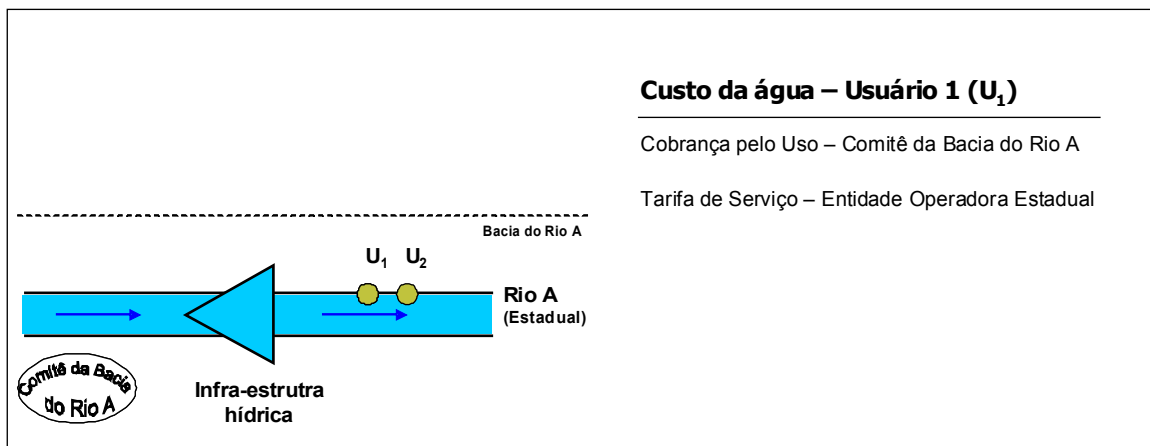 Custo da água – Usuário 1 (U₁)
Cobrança pelo Uso – Comitê da Bacia do Rio A
Tarifa de Serviço – Entidade Operadora Estadual
Bacia do Rio A
U₁ U₂
Rio A
(Estadual)
Comitê da Bacia
do Rio A
Infra-estrutra
hídrica